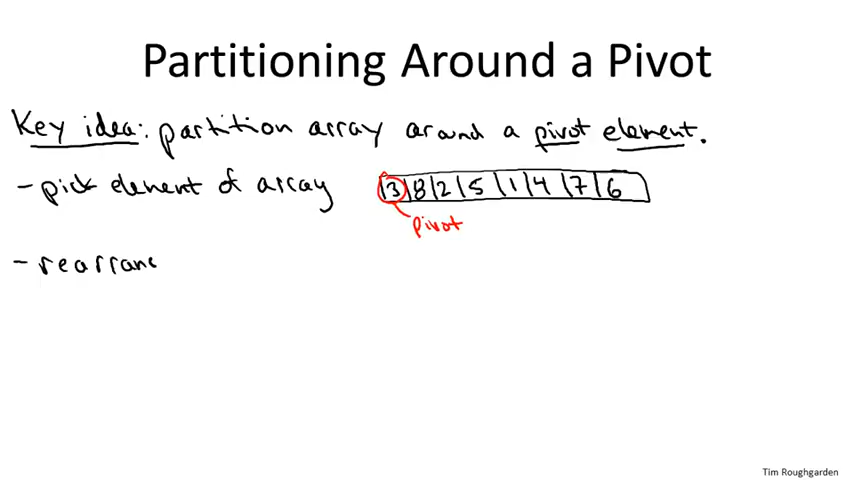 Partitioning Around a Pivot
Key idea: partition array around a pivot element.
- pick element of array |3|8|2|5|1|4|7|6
pivot
- rearrang
Tim Roughgarden